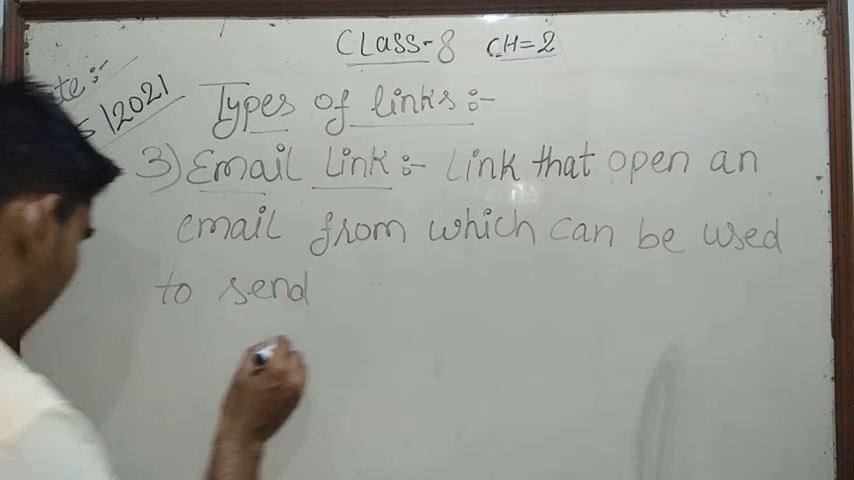 CLASS-8 CH=2
12021
Types of links :-
3) Email Link :- Link that open an
email from which can be used
to send